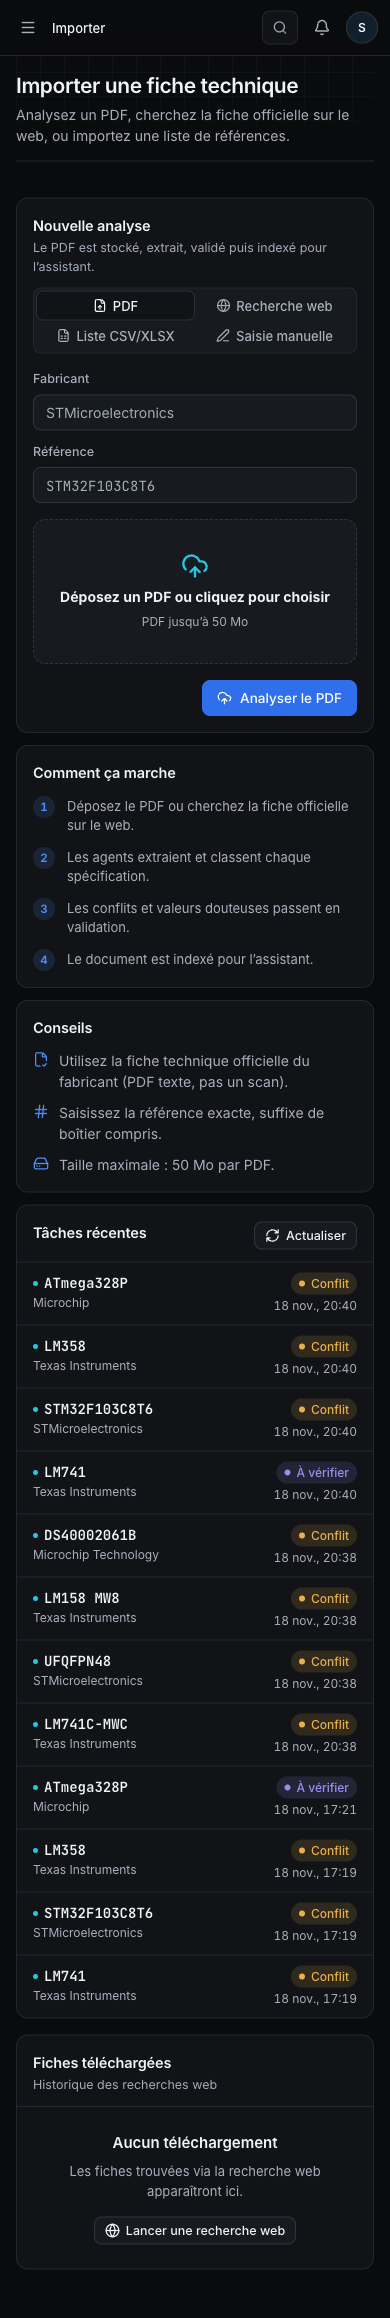 Importer
S
Importer une fiche technique
Analysez un PDF, cherchez la fiche officielle sur le
web, ou importez une liste de références.
Nouvelle analyse
Le PDF est stocké, extrait, validé puis indexé pour
l’assistant.
PDF
Recherche web
Liste CSV/XLSX
Saisie manuelle
Fabricant
STMicroelectronics
Référence
STM32F103C8T6
Déposez un PDF ou cliquez pour choisir
PDF jusqu’à 50 Mo
Analyser le PDF
Comment ça marche
1 Déposez le PDF ou cherchez la fiche officielle
sur le web.
2 Les agents extraient et classent chaque
spécification.
3 Les conflits et valeurs douteuses passent en
validation.
4 Le document est indexé pour l’assistant.
Conseils
Utilisez la fiche technique officielle du
fabricant (PDF texte, pas un scan).
Saisissez la référence exacte, suffixe de
boîtier compris.
Taille maximale : 50 Mo par PDF.
Tâches récentes
Actualiser
ATmega328P Conflit
Microchip 18 nov., 20:40
LM358 Conflit
Texas Instruments 18 nov., 20:40
STM32F103C8T6 Conflit
STMicroelectronics 18 nov., 20:40
LM741 À vérifier
Texas Instruments 18 nov., 20:40
DS40002061B Conflit
Microchip Technology 18 nov., 20:38
LM158 MW8 Conflit
Texas Instruments 18 nov., 20:38
UFQFPN48 Conflit
STMicroelectronics 18 nov., 20:38
LM741C-MWC Conflit
Texas Instruments 18 nov., 20:38
ATmega328P À vérifier
Microchip 18 nov., 17:21
LM358 Conflit
Texas Instruments 18 nov., 17:19
STM32F103C8T6 Conflit
STMicroelectronics 18 nov., 17:19
LM741 Conflit
Texas Instruments 18 nov., 17:19
Fiches téléchargées
Historique des recherches web
Aucun téléchargement
Les fiches trouvées via la recherche web
apparaîtront ici.
Lancer une recherche web